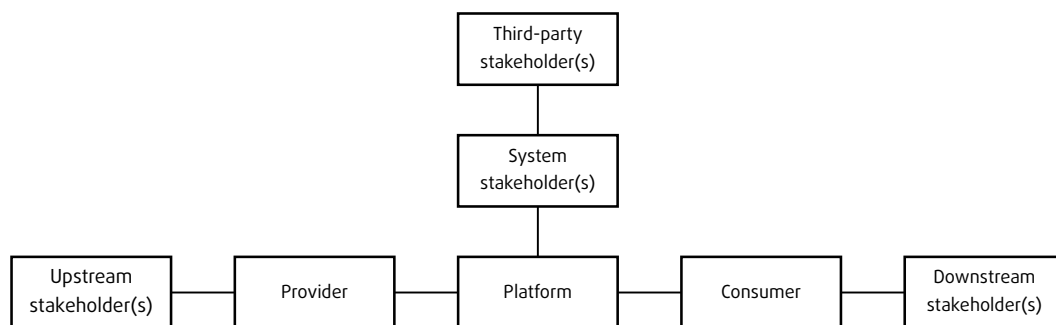 Third-party
stakeholder(s)
System
stakeholder(s)
Upstream
stakeholder(s)
Provider
Platform
Consumer
Downstream
stakeholder(s)